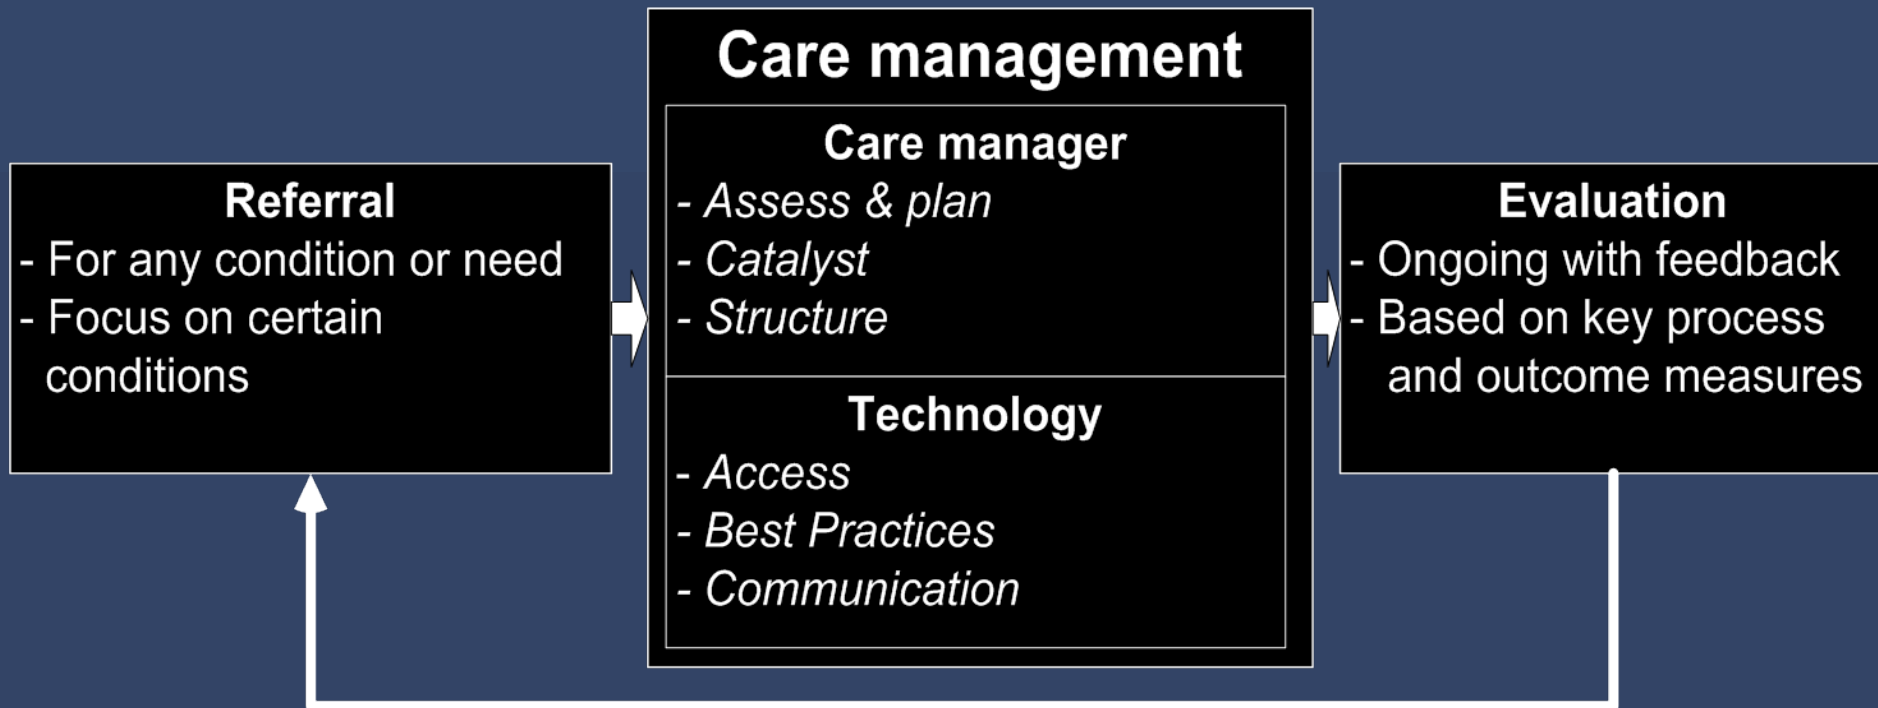 Care management
Referral
- For any condition or need
- Focus on certain
conditions
Care manager
- Assess & plan
- Catalyst
- Structure
Technology
- Access
- Best Practices
- Communication
Evaluation
- Ongoing with feedback
- Based on key process
and outcome measures